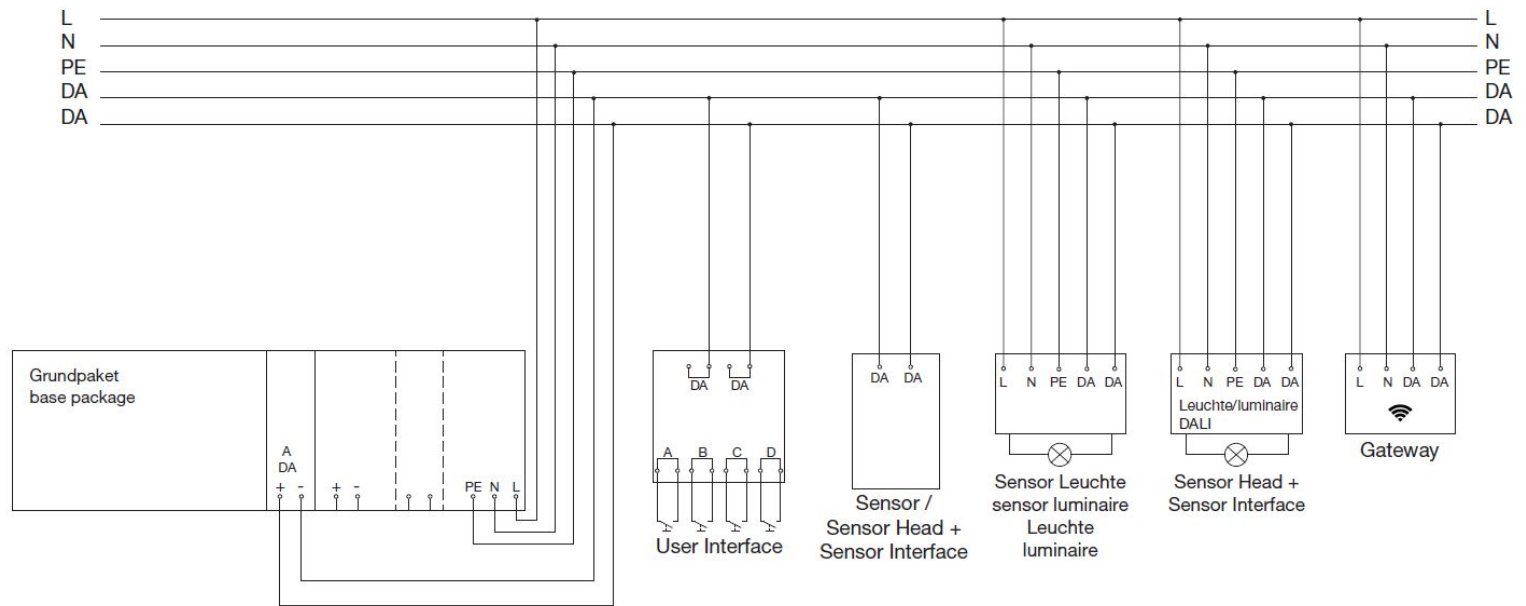 L L
N N
PE PE
DA DA
DA DA
Grundpaket
base package
A
DA
+ - + -
PE N L
DA DA
A B C D
User Interface
DA DA
Sensor /
Sensor Head +
Sensor Interface
L N PE DA DA
Sensor Leuchte
sensor luminaire
Leuchte
luminaire
L N PE DA DA
Leuchte/luminaire
DALI
Sensor Head +
Sensor Interface
L N DA DA
Gateway